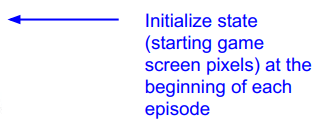 Initialize state
(starting game
screen pixels) at the
beginning of each
episode